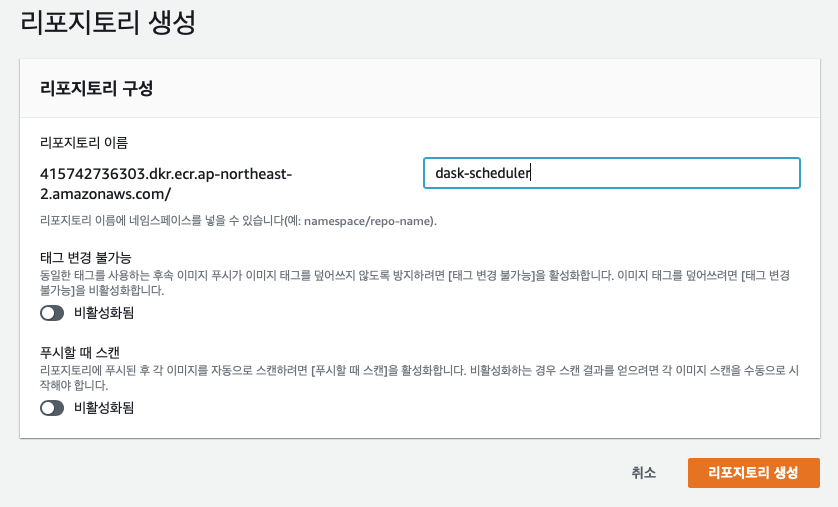 리포지토리 생성
리포지토리 구성
리포지토리 이름
415742736303.dkr.ecr.ap-northeast-
2.amazonaws.com/
dask-scheduler
리포지토리 이름에 네임스페이스를 넣을 수 있습니다(예: namespace/repo-name).
태그 변경 불가능
동일한 태그를 사용하는 후속 이미지 푸시가 이미지 태그를 덮어쓰지 않도록 방지하려면 [태그 변경 불가능]을 활성화합니다. 이미지 태그를 덮어쓰려면 [태그 변경
불가능]을 비활성화합니다.
비활성화됨
푸시할 때 스캔
리포지토리에 푸시된 후 각 이미지를 자동으로 스캔하려면 [푸시할 때 스캔]을 활성화합니다. 비활성화하는 경우 스캔 결과를 얻으려면 각 이미지 스캔을 수동으로 시
작해야 합니다.
비활성화됨
취소
리포지토리 생성